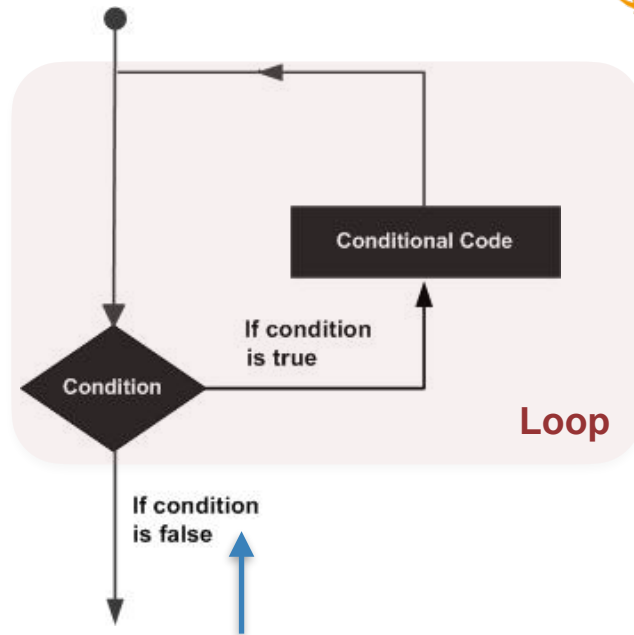 Conditional Code
If condition
is true
Condition
Loop
If condition
is false